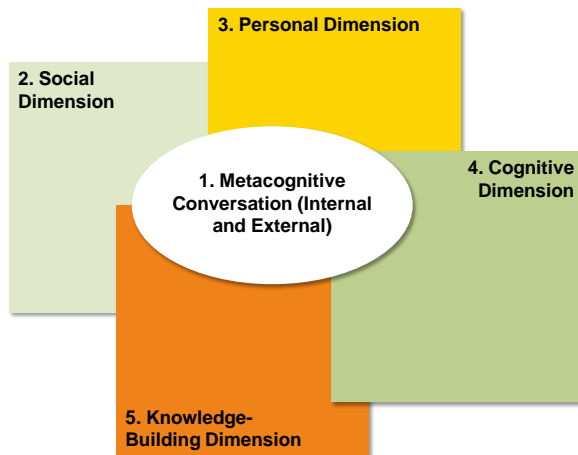 3. Personal Dimension
2. Social
Dimension
4. Cognitive
Dimension
1. Metacognitive
Conversation (Internal
and External)
5. Knowledge-
Building Dimension